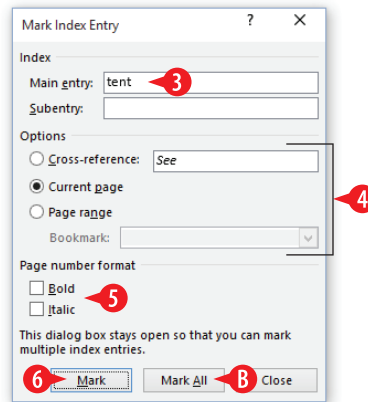 Mark Index Entry ? ×
Index
Main entry: tent 3
Subentry:
Options
Cross-reference: See
Current page 4
Page range
Bookmark:
Page number format
Bold
5
Italic
This dialog box stays open so that you can mark
multiple index entries.
6 Mark Mark All B Close